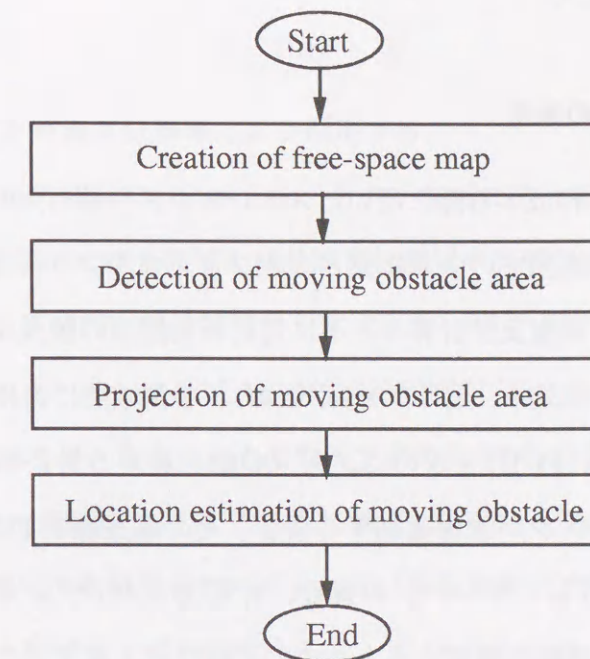 Start
Creation of free-space map
Detection of moving obstacle area
Projection of moving obstacle area
Location estimation of moving obstacle
End